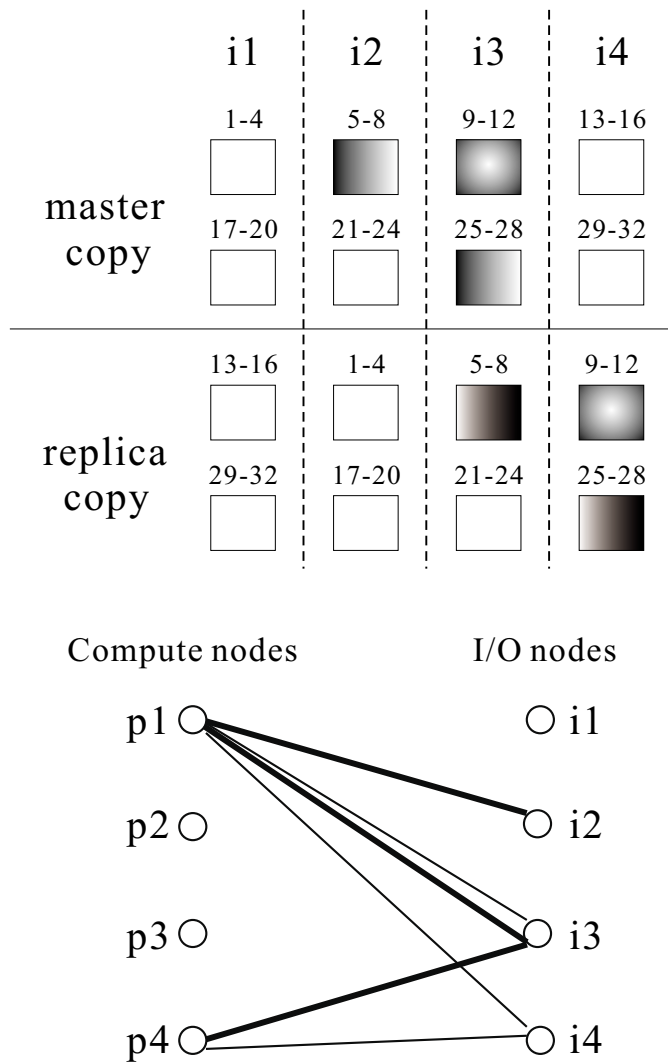 i1 i2 i3 i4
1-4 5-8 9-12 13-16
master
copy
17-20 21-24 25-28 29-32
13-16 1-4 5-8 9-12
replica
copy
29-32 17-20 21-24 25-28
Compute nodes I/O nodes
p1 i1
p2 i2
p3 i3
p4 i4